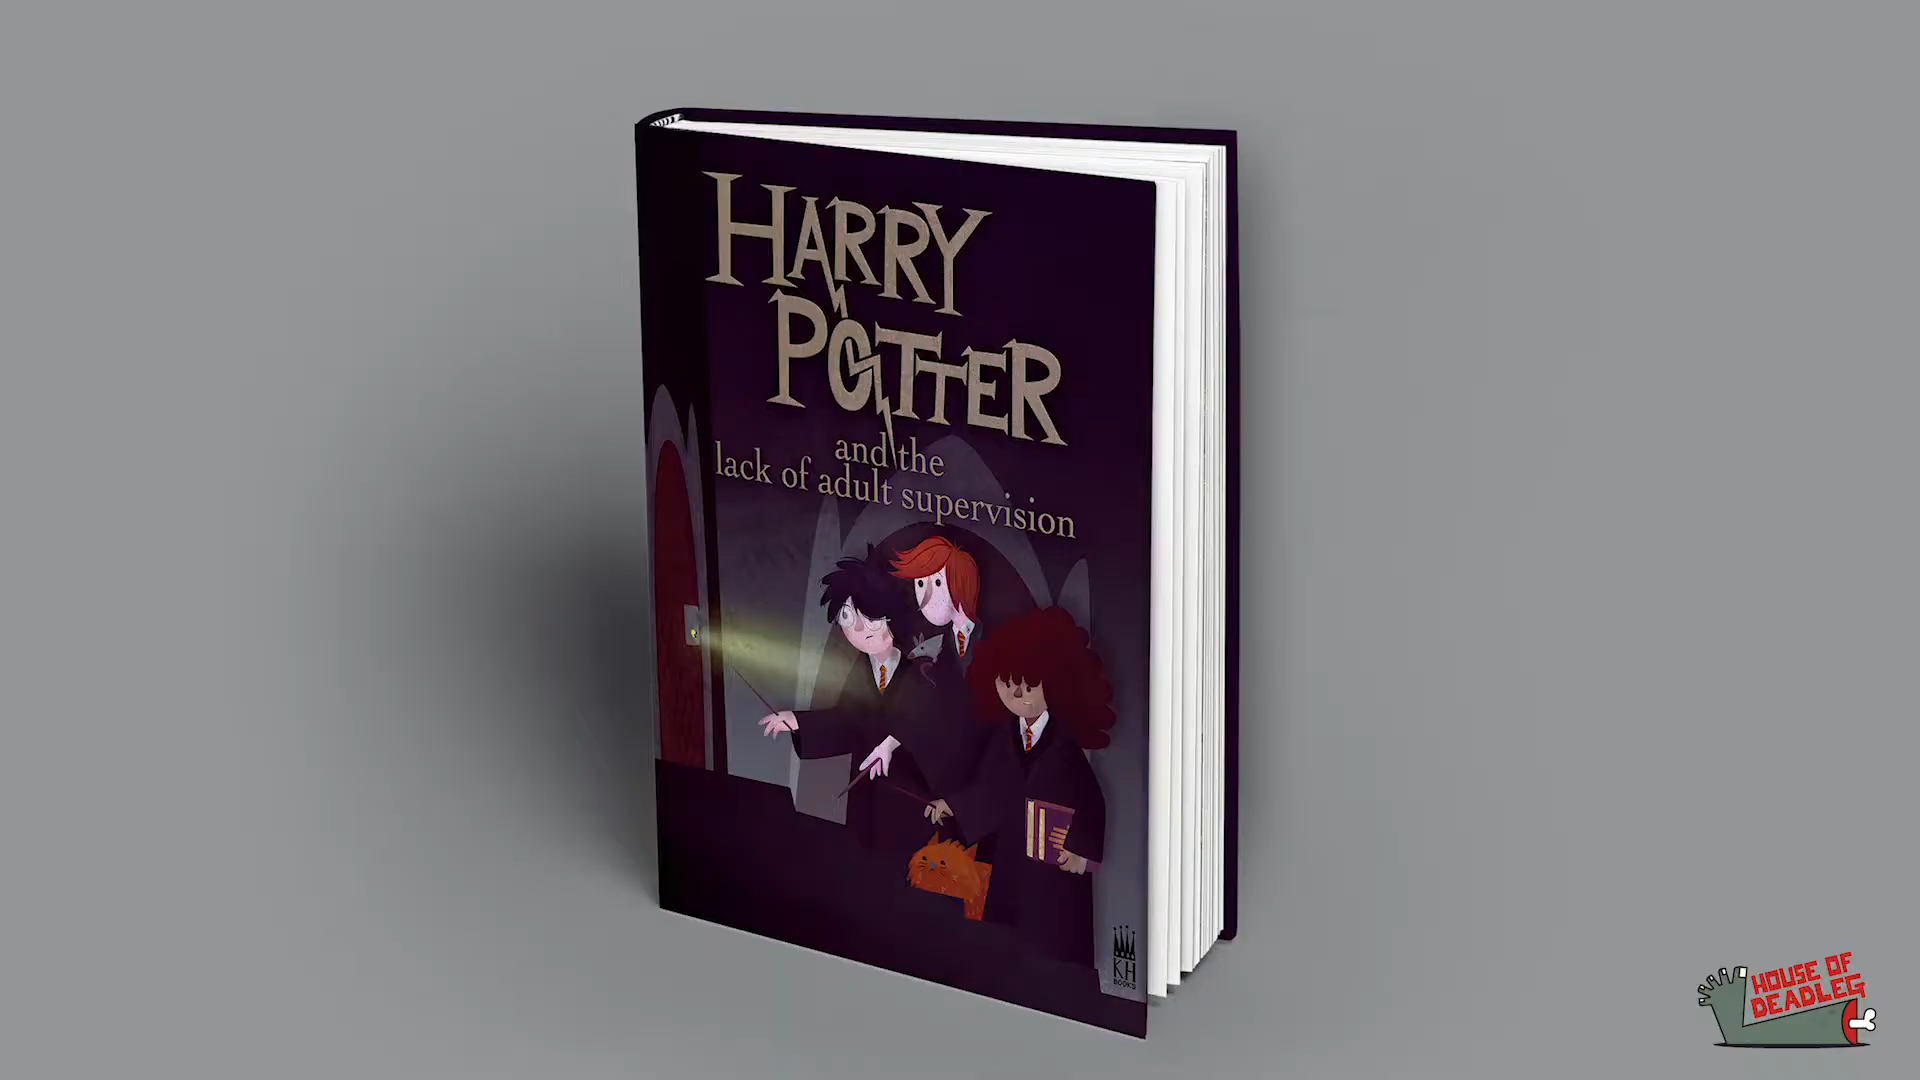 HARRY
POTTER
and the
lack of adult supervision
KH
BOOKS
HOUSE OF
DEADLEG